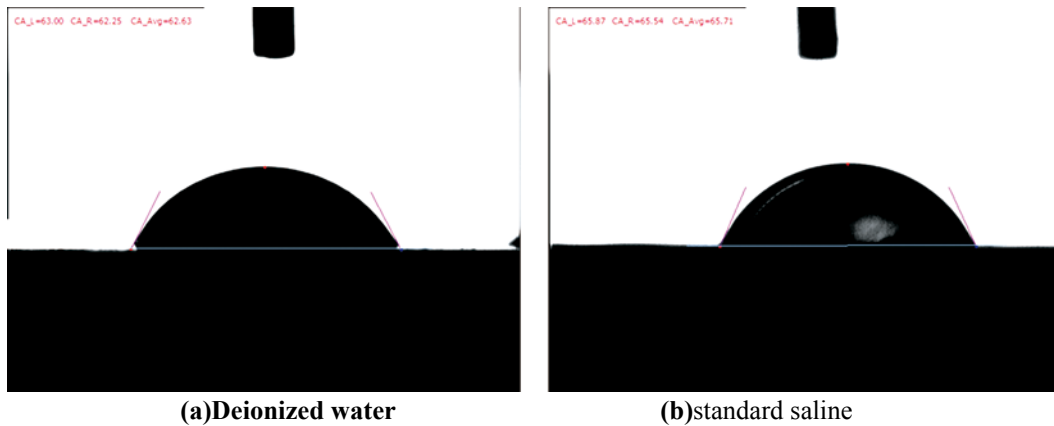 CA_L=63.00 CA_R=62.25 CA_Avg=62.63
CA_L=65.87 CA_R=65.54 CA_Avg=65.71
(a)Deionized water
(b)standard saline